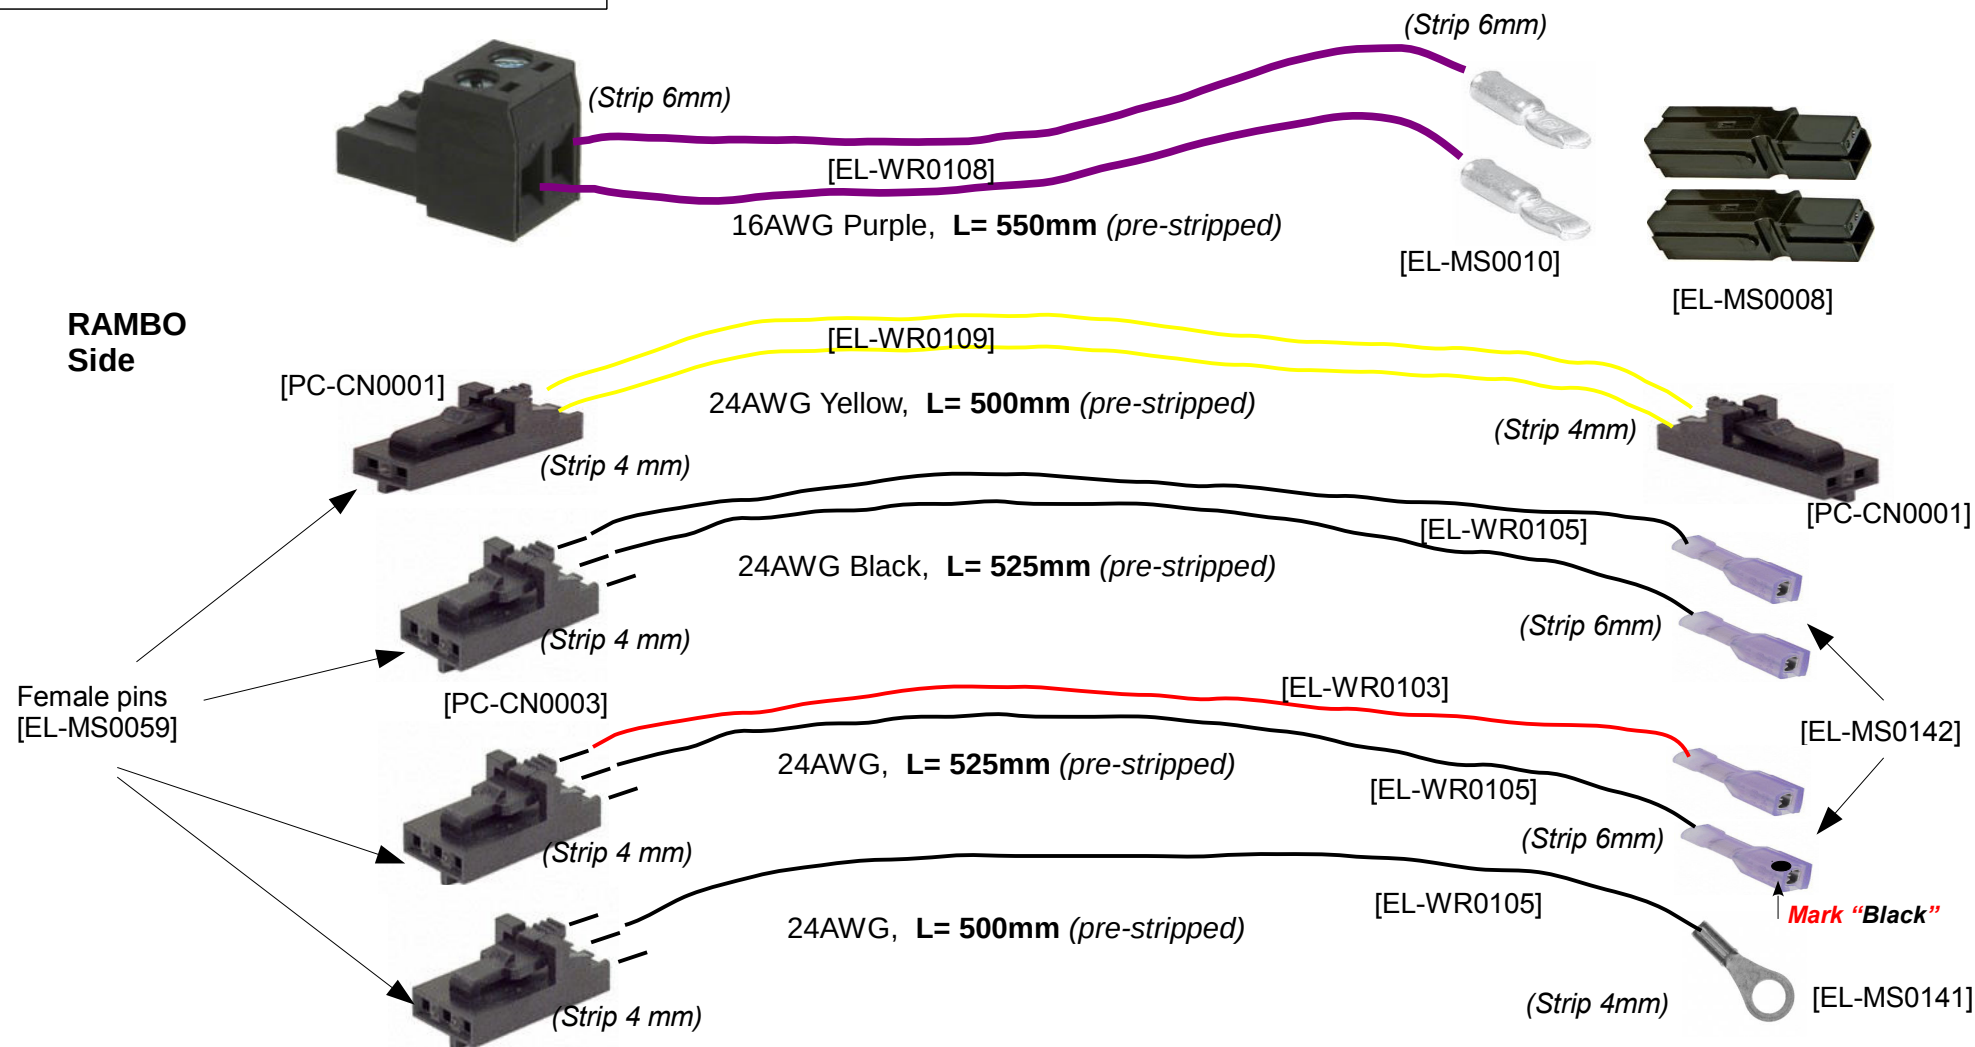 (Strip 6mm)
(Strip 6mm)
[EL-WR0108]
16AWG Purple, L= 550mm (pre-stripped)
[EL-MS0010]
[EL-MS0008]
RAMBO
Side
[EL-WR0109]
[PC-CN0001]
24AWG Yellow, L= 500mm (pre-stripped)
(Strip 4mm)
(Strip 4 mm)
[PC-CN0001]
[EL-WR0105]
24AWG Black, L= 525mm (pre-stripped)
(Strip 6mm)
(Strip 4 mm)
Female pins
[EL-MS0059]
[PC-CN0003]
[EL-WR0103]
[EL-MS0142]
24AWG, L= 525mm (pre-stripped)
[EL-WR0105]
(Strip 6mm)
(Strip 4 mm)
Mark “Black”
[EL-WR0105]
24AWG, L= 500mm (pre-stripped)
[EL-MS0141]
(Strip 4mm)
(Strip 4 mm)